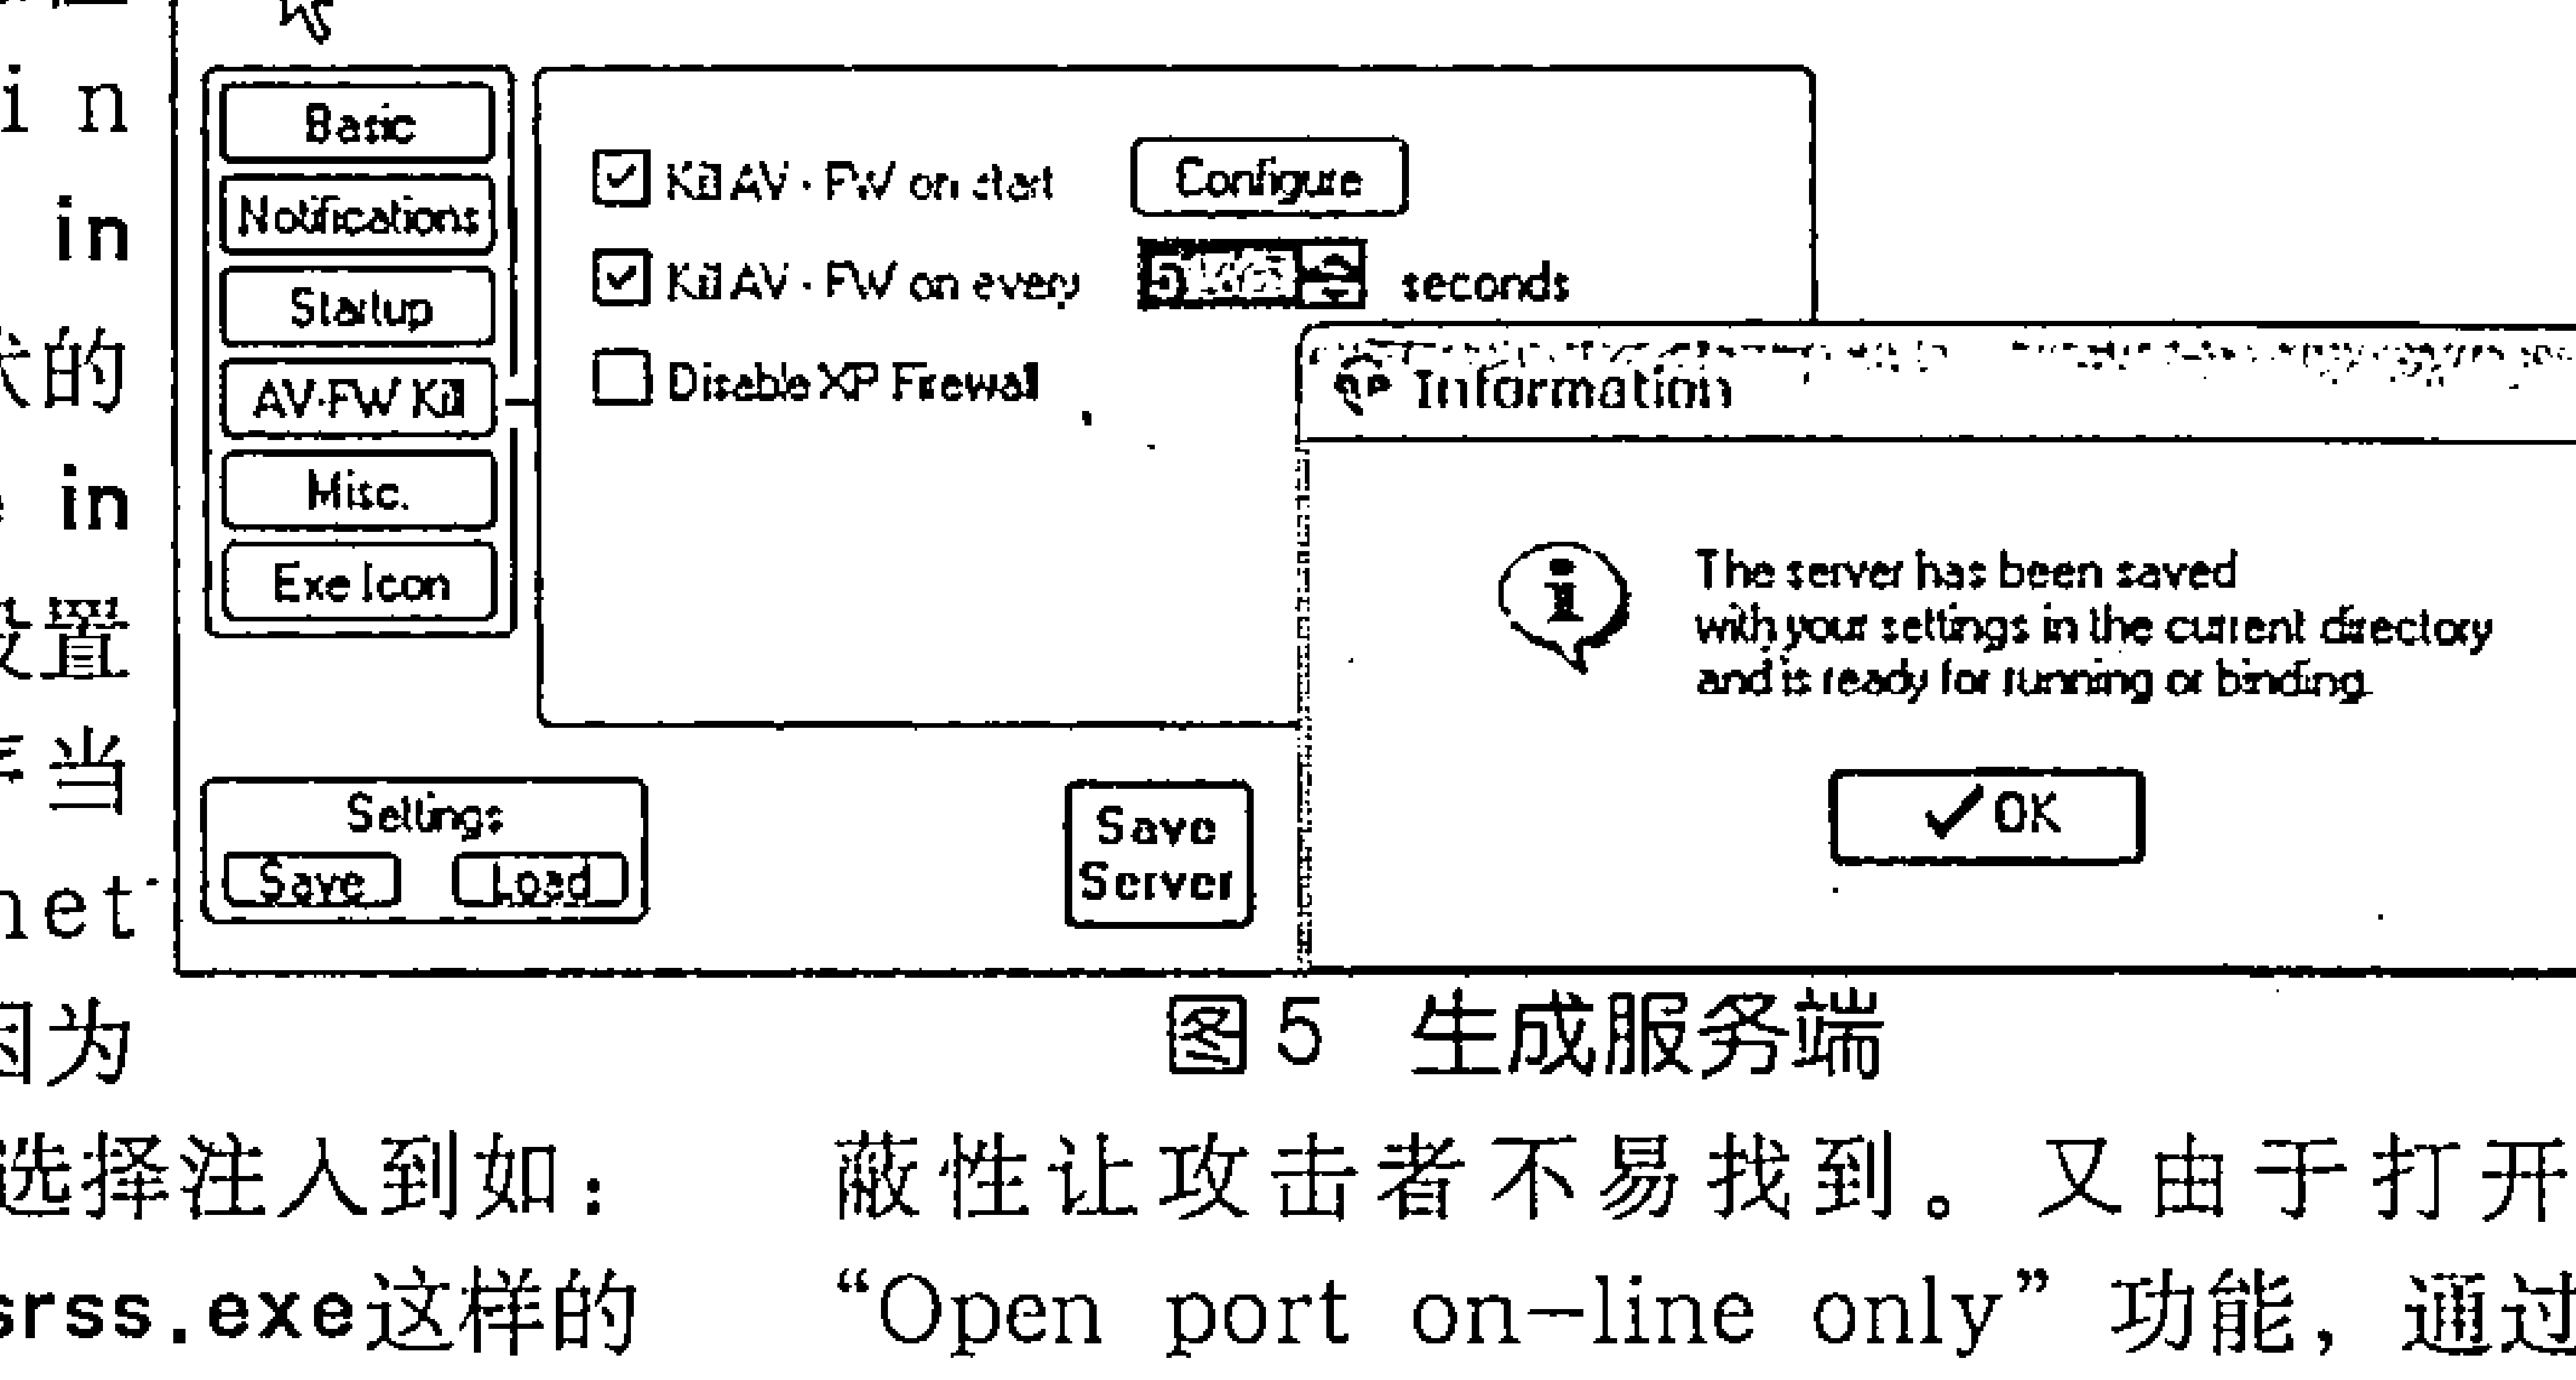 i n
in
的
in
置
当
net
因为
选择注入到如：
srss.exe这样的
Basic
Notifications
Startup
AV·FW Kill
Misc.
Exe Icon
Kill AV · FW on start
Configure
Kill AV · FW on every
5
seconds
Disable XP Firewall
Settings
Save
Load
Save
Server
Information
The server has been saved
with your settings in the current directory
and is ready for running or binding.
OK
图5 生成服务端
蔽性让攻击者不易找到。又由于打开
“Open port on-line only”功能，通过